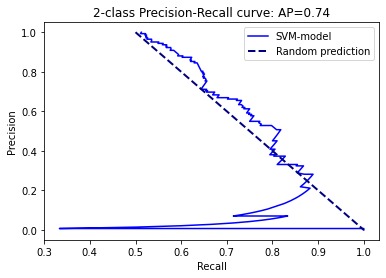 2-class Precision-Recall curve: AP=0.74
SVM-model
Random prediction
Precision
1.0
0.8
0.6
0.4
0.2
0.0
0.3 0.4 0.5 0.6 0.7 0.8 0.9 1.0
Recall